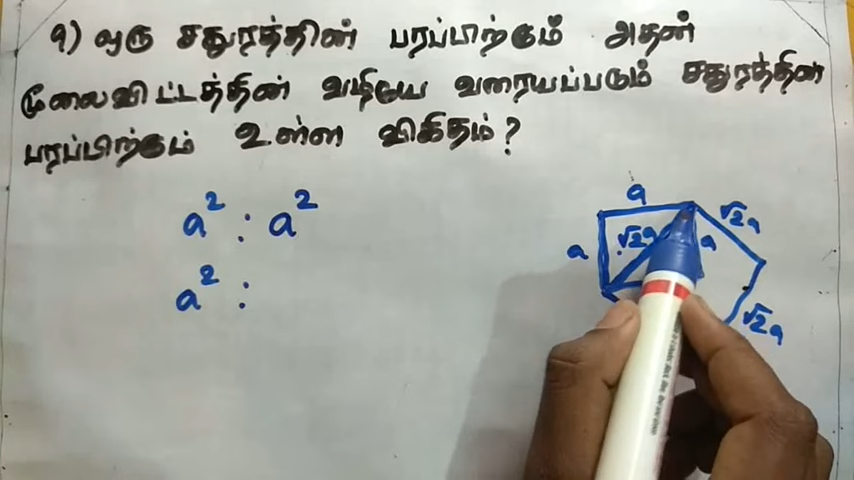 9) ஒரு சதுரத்தின் பரப்பிற்கும் அதன்
மூலைவிட்டத்தின் வழியே வரையப்படும் சதுரத்தின்
பரப்பிற்கும் உள்ள விகிதம்?
a² : a²
a² :
a
√2a
a
√2a
a
√2a